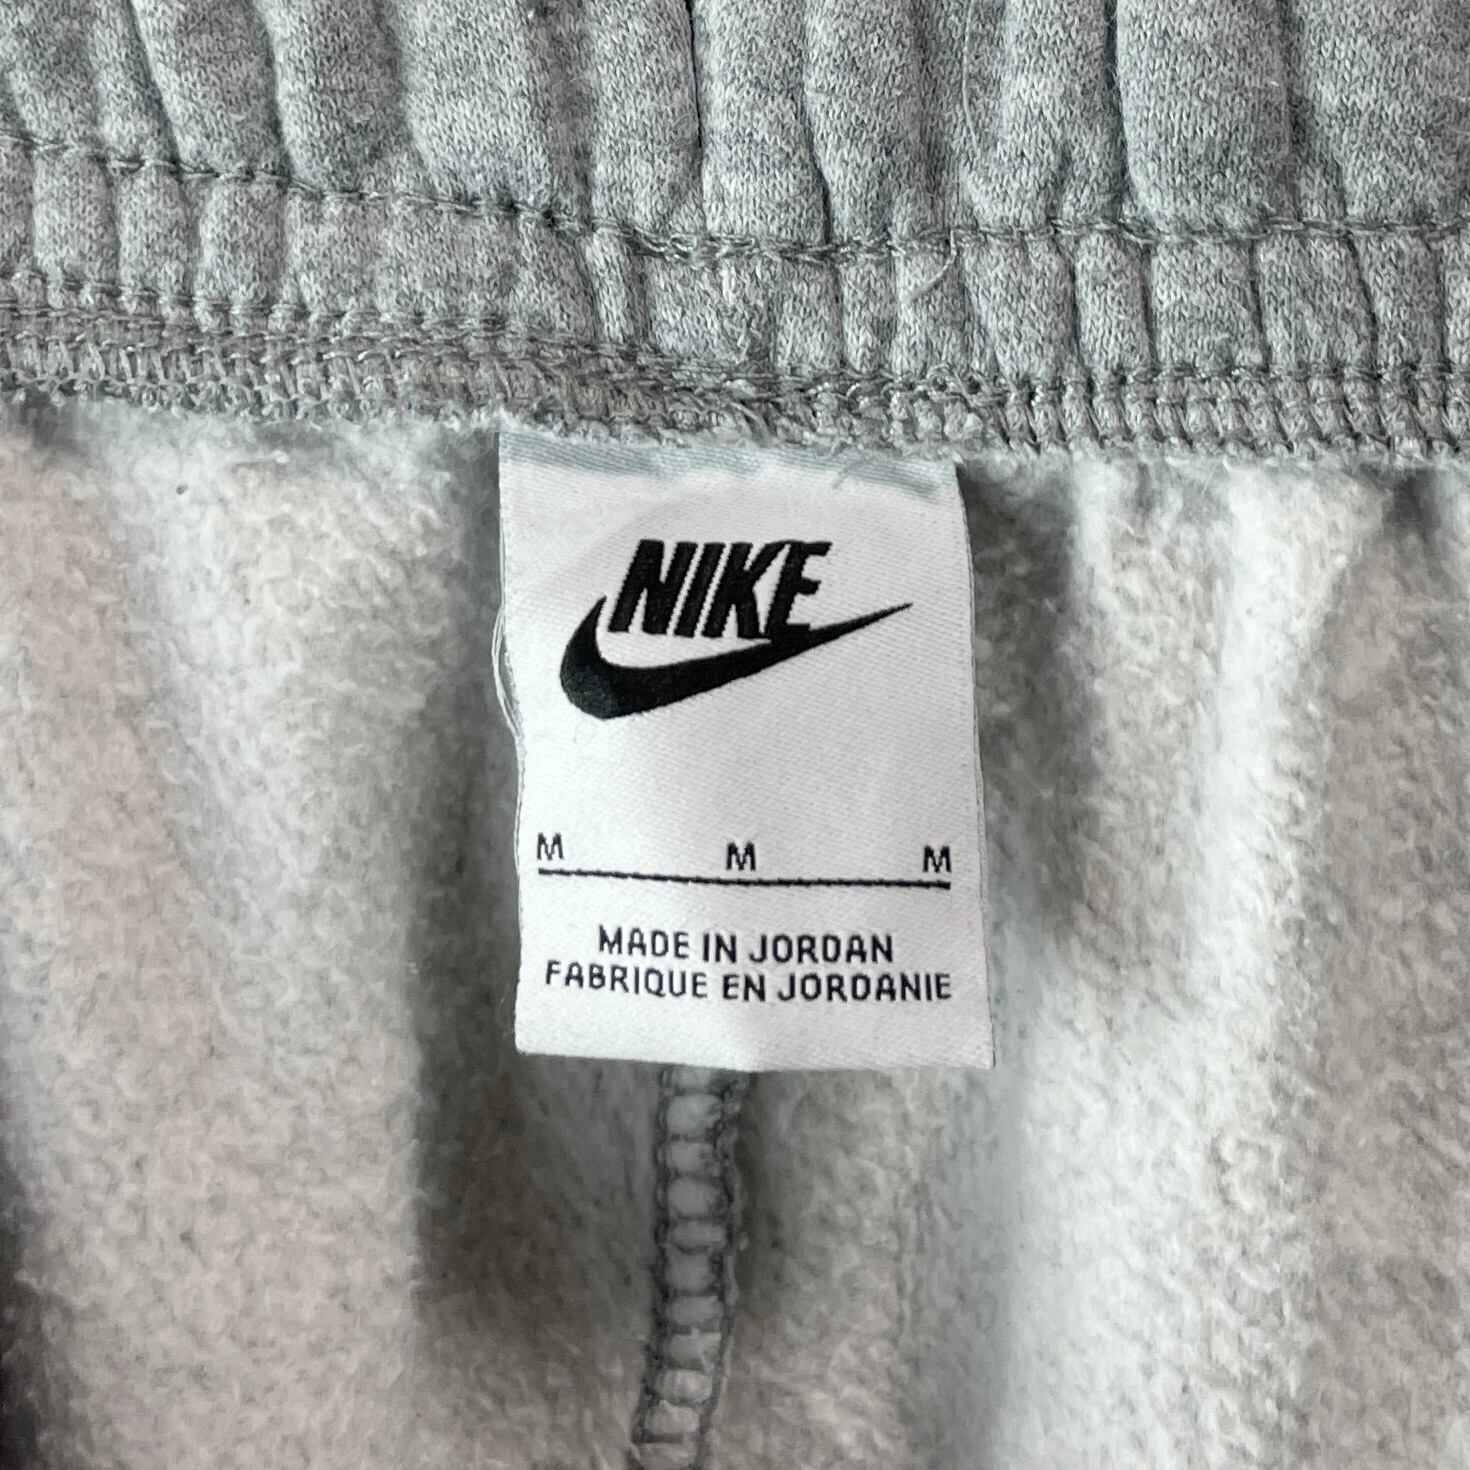 NIKE
M M M
MADE IN JORDAN
FABRIQUE EN JORDANIE